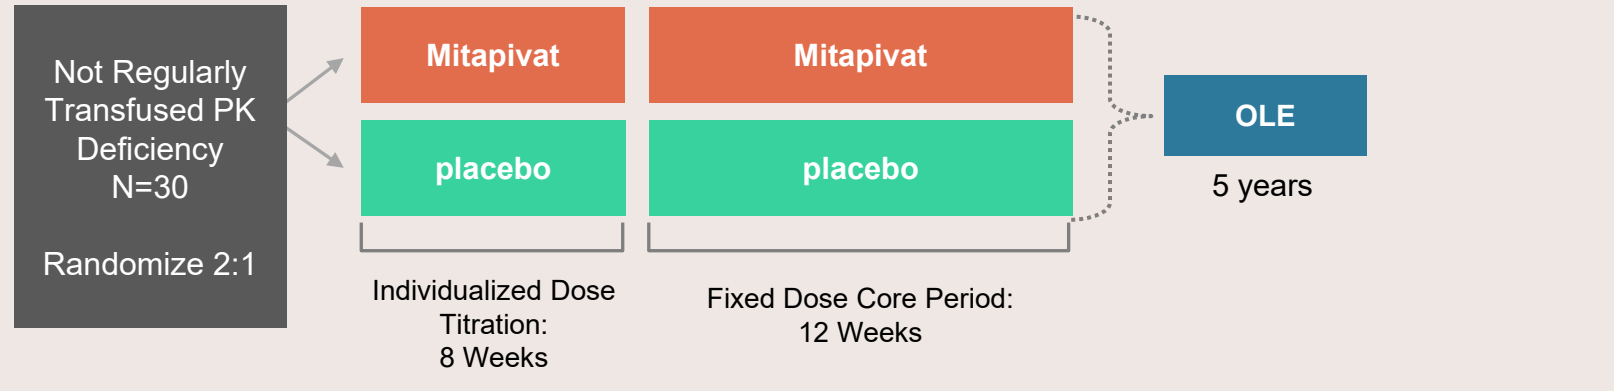 Not Regularly
Transfused PK
Deficiency
N=30
Randomize 2:1
Mitapivat
Mitapivat
placebo
placebo
OLE
5 years
Individualized Dose
Titration:
8 Weeks
Fixed Dose Core Period:
12 Weeks